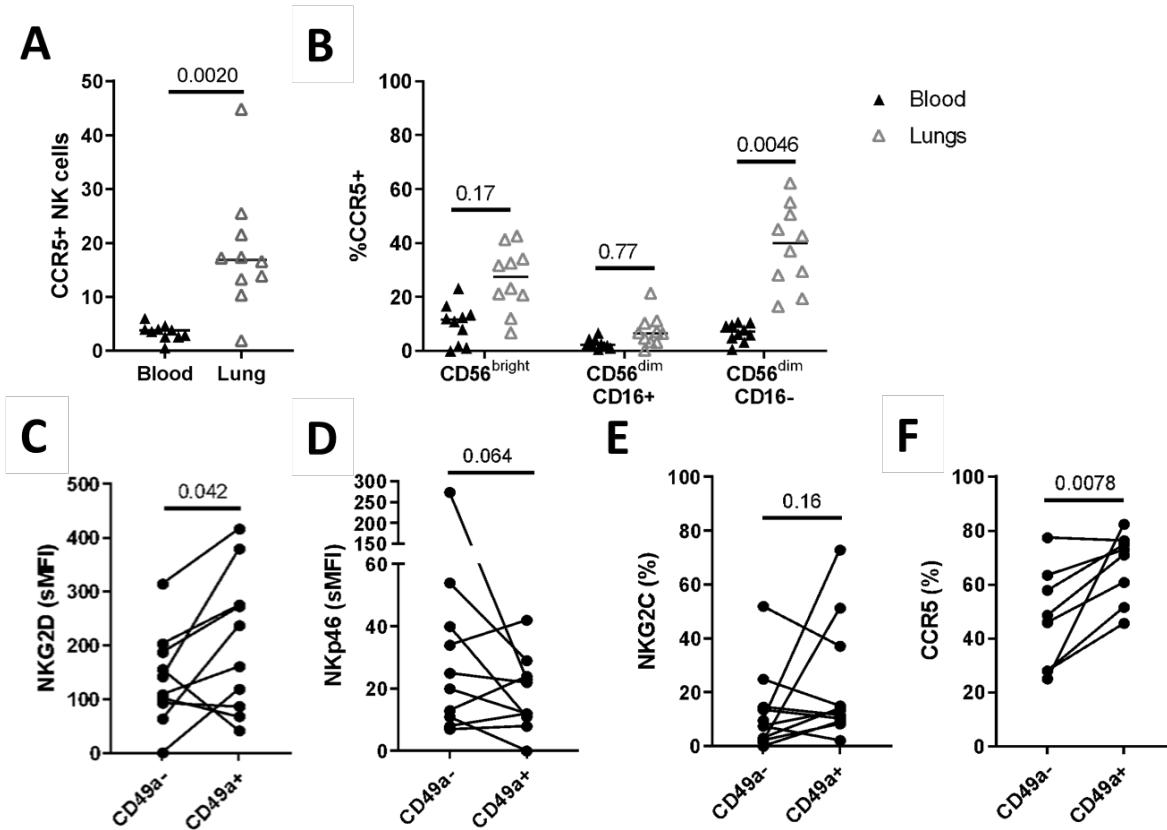 A
0.0020
50
40
30
20
10
0
CCR5+ NK cells
Blood
Lung
B
100
80
60
40
20
0
%CCR5+
0.17
0.77
0.0046
CD56bright
CD56dim
CD16+
CD56dim
CD16-
Blood
Lungs
C
500
400
300
200
100
0
NKG2D (sMFI)
0.042
CD49a-
CD49a+
D
300
250
200
150
60
40
20
0
NKp46 (sMFI)
0.064
CD49a-
CD49a+
E
100
80
60
40
20
0
NKG2C (%)
0.16
CD49a-
CD49a+
F
100
80
60
40
20
0
CCR5 (%)
0.0078
CD49a-
CD49a+